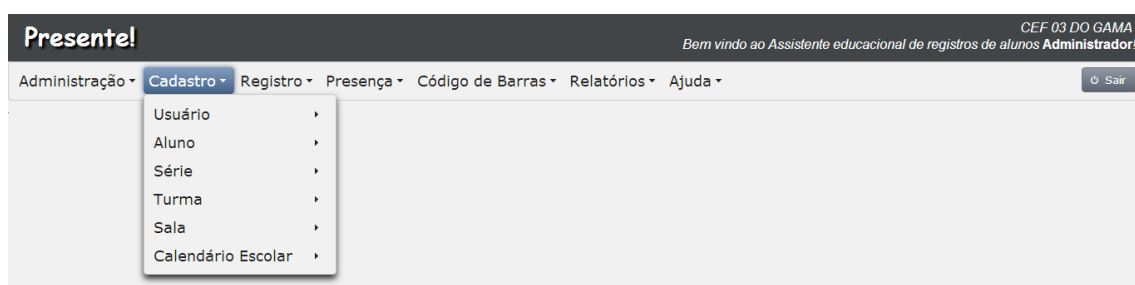 Presente!
CEF 03 DO GAMA
Bem vindo ao Assistente educacional de registros de alunos Administrador!
Administração Cadastro Registro Presença Código de Barras Relatórios Ajuda Sair
Usuário
Aluno
Série
Turma
Sala
Calendário Escolar